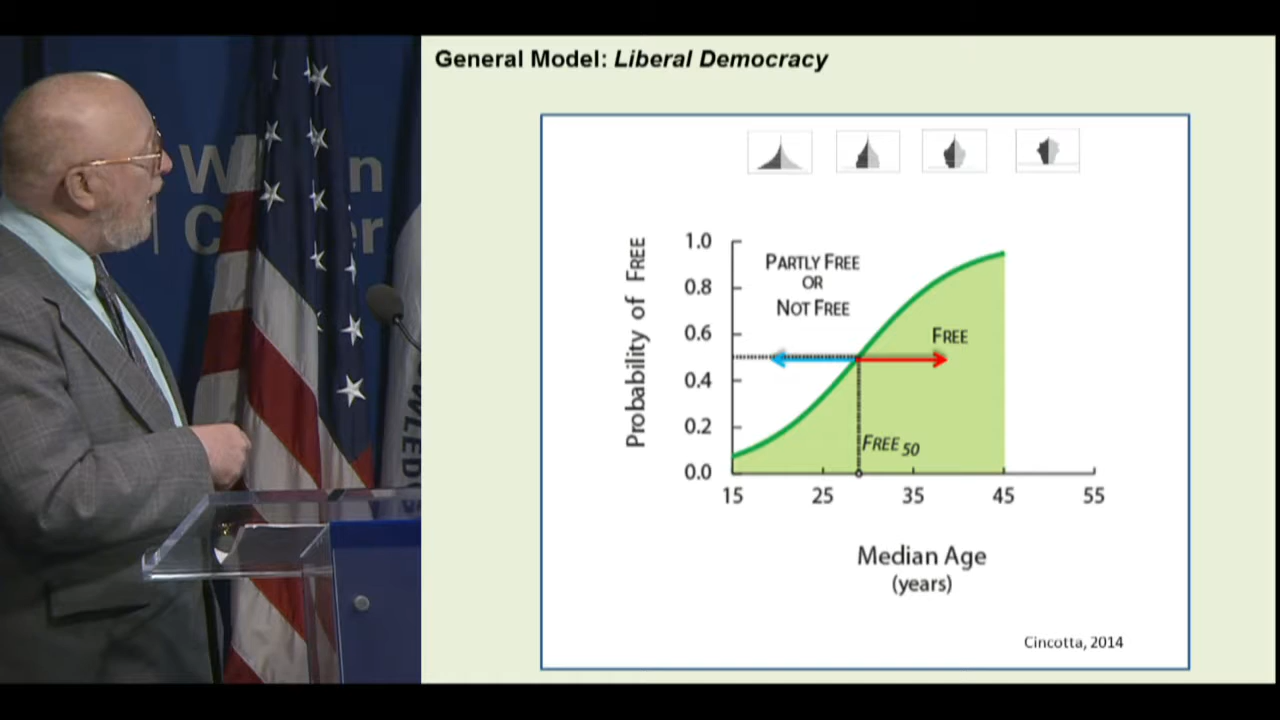 General Model: Liberal Democracy
PARTLY FREE
OR
NOT FREE
FREE
FREE 50
Probability of FREE
1.0
0.8
0.6
0.4
0.2
0.0
15 25 35 45 55
Median Age
(years)
Cincotta, 2014